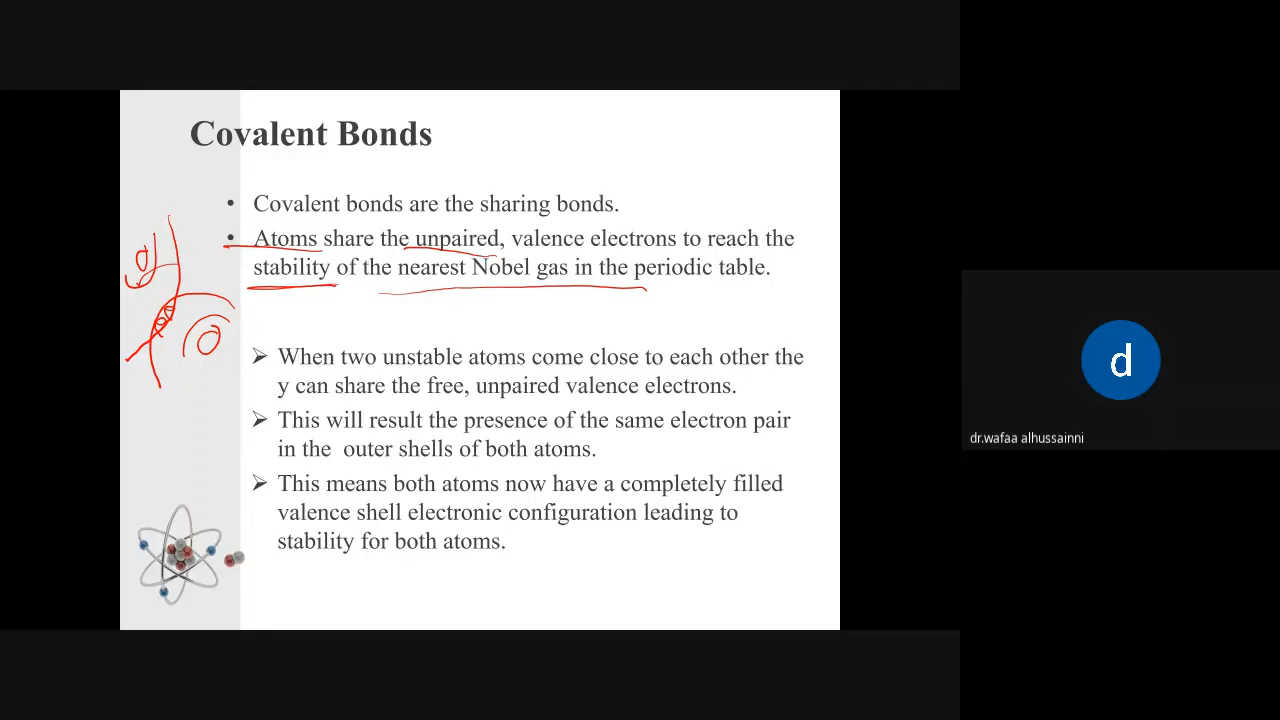 Covalent Bonds
• Covalent bonds are the sharing bonds.
• Atoms share the unpaired, valence electrons to reach the
stability of the nearest Nobel gas in the periodic table.
➢ When two unstable atoms come close to each other the
y can share the free, unpaired valence electrons.
➢ This will result the presence of the same electron pair
in the outer shells of both atoms.
➢ This means both atoms now have a completely filled
valence shell electronic configuration leading to
stability for both atoms.
d
dr.wafaa alhussainni